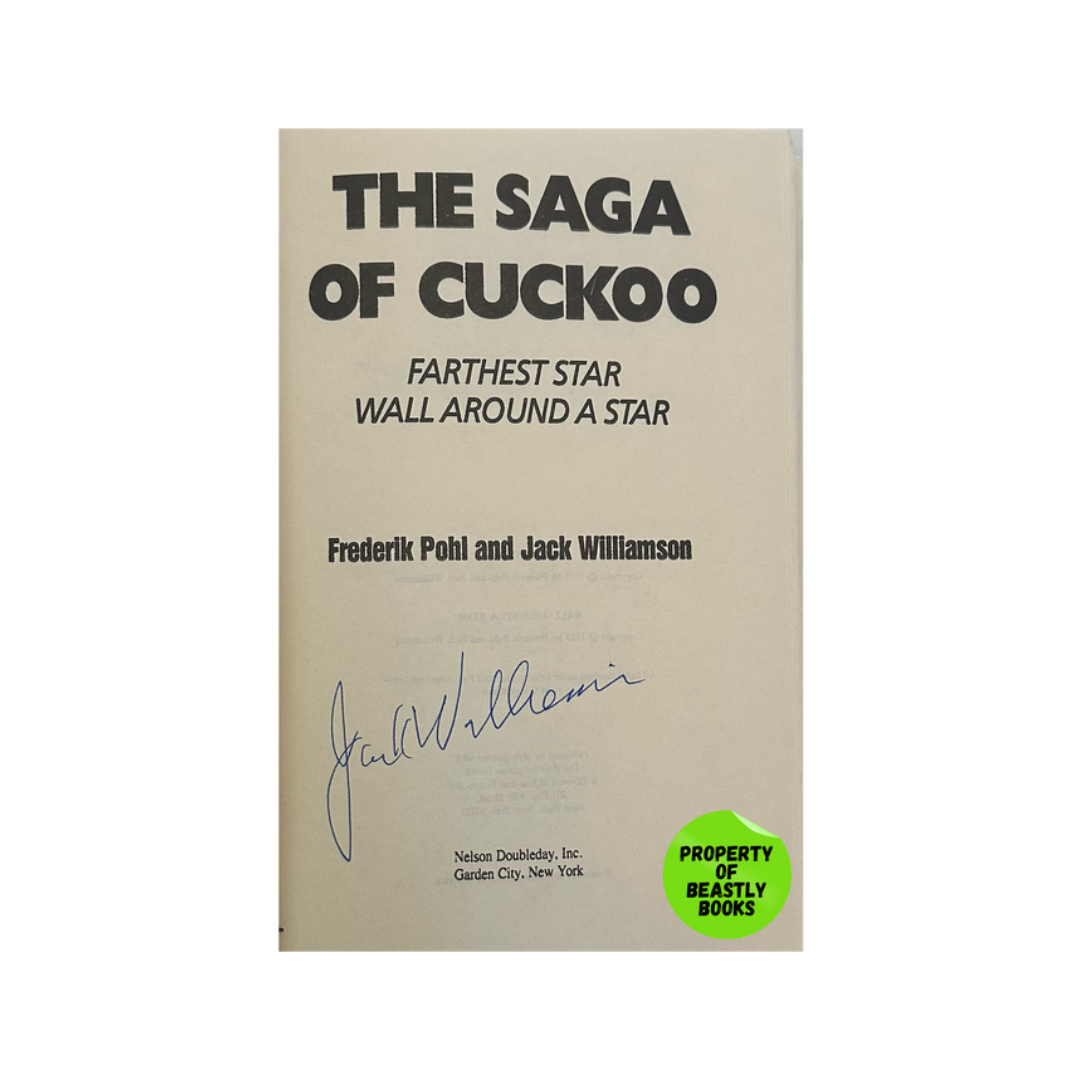 THE SAGA
OF CUCKOO
FARTHEST STAR
WALL AROUND A STAR
Frederik Pohl and Jack Williamson
Jack Williamson
Nelson Doubleday, Inc.
Garden City, New York
PROPERTY
OF
BEASTLY
BOOKS